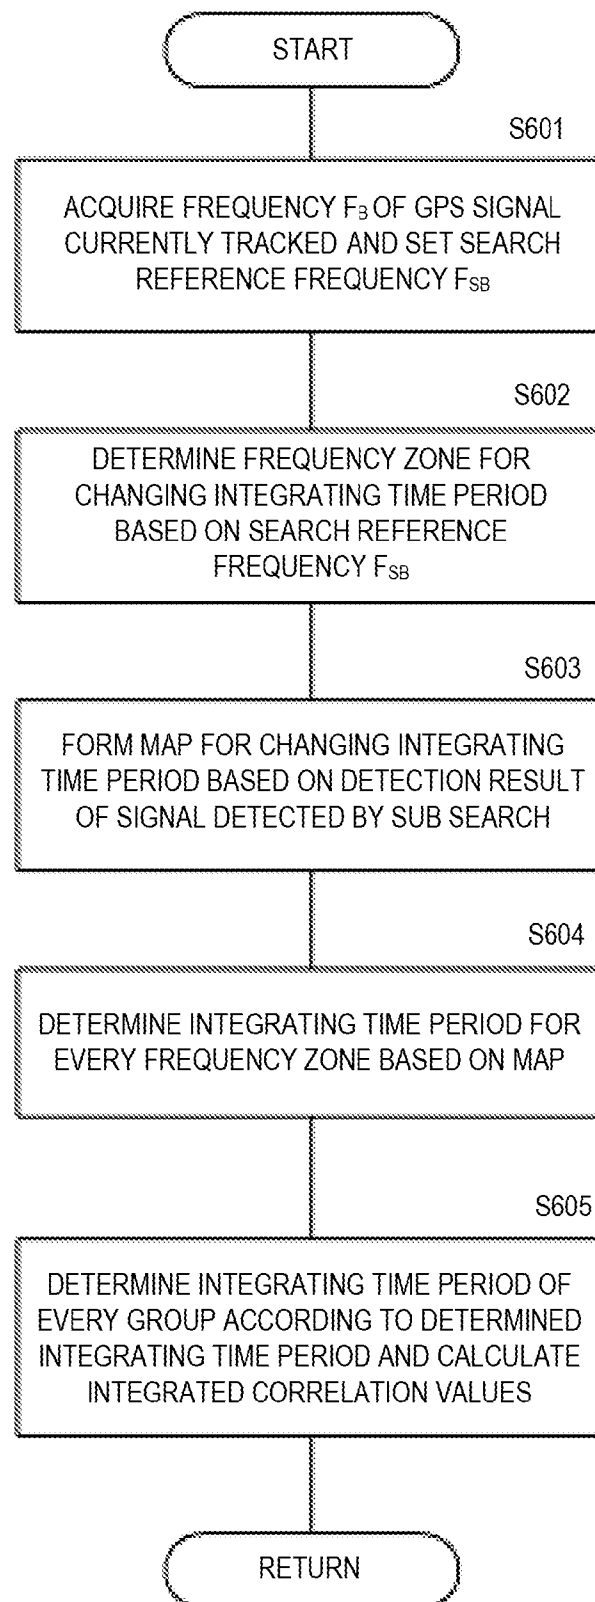 START
S601
ACQUIRE FREQUENCY FB OF GPS SIGNAL
CURRENTLY TRACKED AND SET SEARCH
REFERENCE FREQUENCY FSB
S602
DETERMINE FREQUENCY ZONE FOR
CHANGING INTEGRATING TIME PERIOD
BASED ON SEARCH REFERENCE
FREQUENCY FSB
S603
FORM MAP FOR CHANGING INTEGRATING
TIME PERIOD BASED ON DETECTION RESULT
OF SIGNAL DETECTED BY SUB SEARCH
S604
DETERMINE INTEGRATING TIME PERIOD FOR
EVERY FREQUENCY ZONE BASED ON MAP
S605
DETERMINE INTEGRATING TIME PERIOD OF
EVERY GROUP ACCORDING TO DETERMINED
INTEGRATING TIME PERIOD AND CALCULATE
INTEGRATED CORRELATION VALUES
RETURN